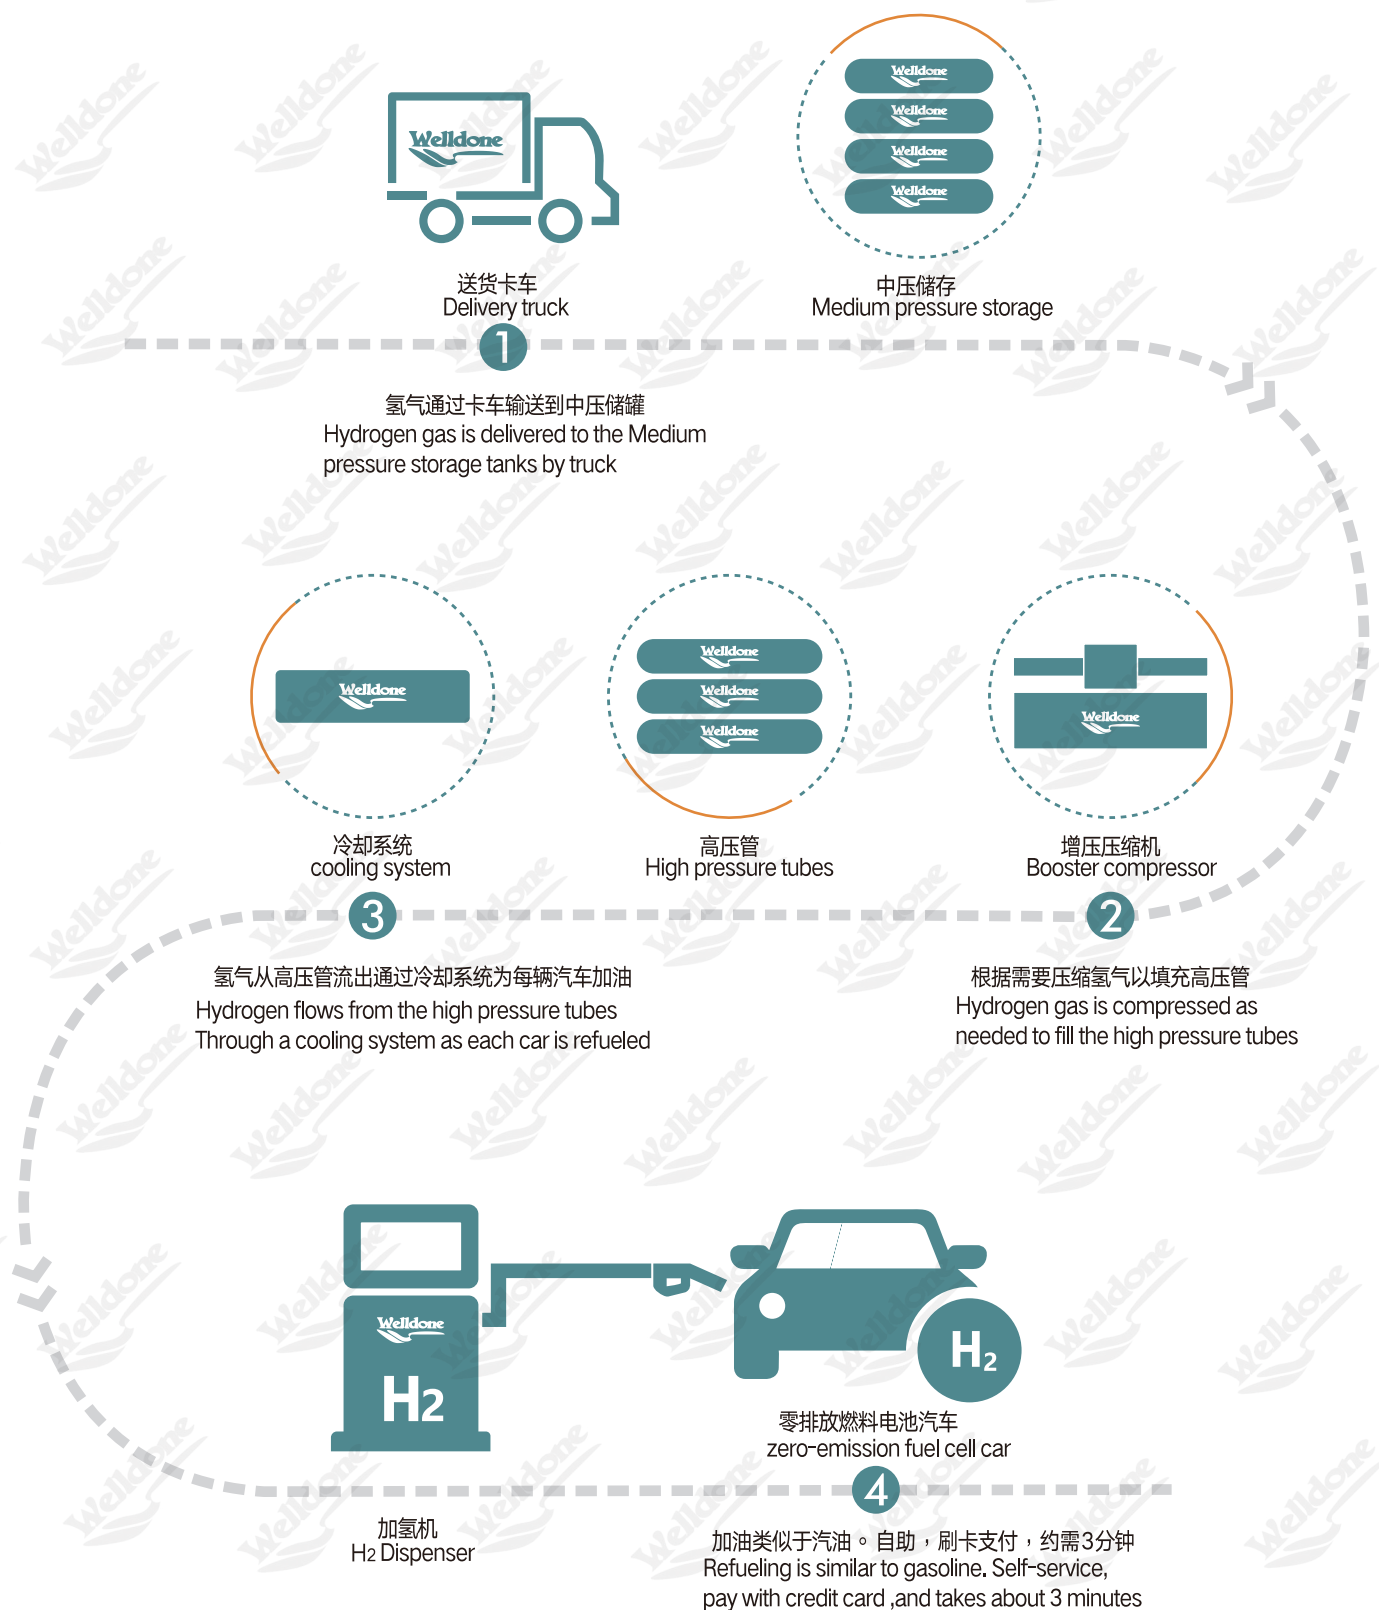 Welldone
Welldone
Welldone
Welldone
Welldone
送货卡车
Delivery truck
中压储存
Medium pressure storage
1
氢气通过卡车输送到中压储罐
Hydrogen gas is delivered to the Medium
pressure storage tanks by truck
Welldone
Welldone
Welldone
Welldone
Welldone
冷却系统
cooling system
高压管
High pressure tubes
增压压缩机
Booster compressor
3
2
氢气从高压管流出通过冷却系统为每辆汽车加油
Hydrogen flows from the high pressure tubes
Through a cooling system as each car is refueled
根据需要压缩氢气以填充高压管
Hydrogen gas is compressed as
needed to fill the high pressure tubes
Welldone
H2
H2
零排放燃料电池汽车
zero-emission fuel cell car
4
加氢机
H2 Dispenser
加油类似于汽油。自助，刷卡支付，约需3分钟
Refueling is similar to gasoline. Self-service,
pay with credit card ,and takes about 3 minutes